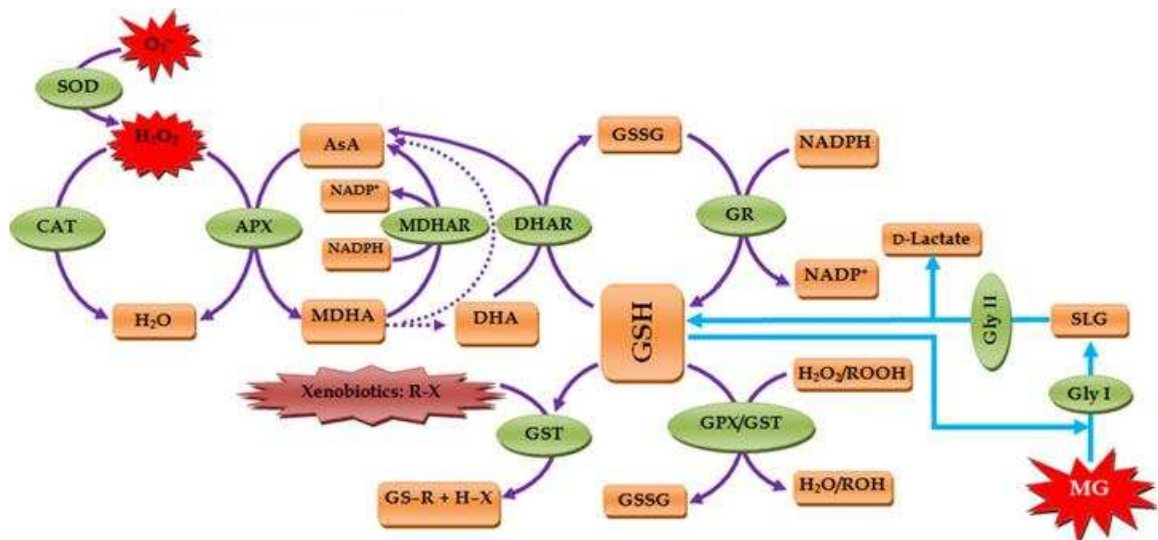 O₂•⁻
SOD
H₂O₂
AsA
GSSG
NADPH
NADP⁺
CAT
APX
MDHAR
DHAR
GR
NADPH
D-Lactate
NADP⁺
H₂O
MDHA
DHA
GSH
Gly II
SLG
Xenobiotics: R-X
H₂O₂/ROOH
Gly I
GST
GPX/GST
GS–R + H–X
GSSG
H₂O/ROH
MG